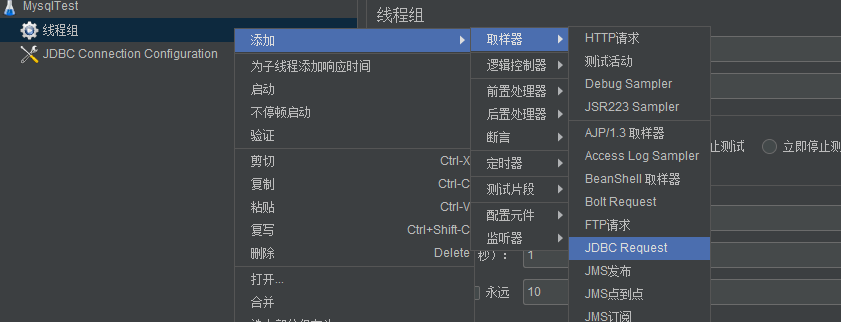 MysqlTest
线程组
JDBC Connection Configuration
线程组
添加
为子线程添加响应时间
启动
不停顿启动
验证
剪切 Ctrl-X
复制 Ctrl-C
粘贴 Ctrl-V
复写 Ctrl+Shift-C
删除 Delete
打开...
合并
取样器
逻辑控制器
前置处理器
后置处理器
断言
定时器
测试片段
配置元件
监听器
HTTP请求
测试活动
Debug Sampler
JSR223 Sampler
AJP/1.3 取样器
Access Log Sampler
BeanShell 取样器
Bolt Request
FTP请求
JDBC Request
JMS发布
JMS点到点
JMS订阅
止测试 立即停止测
秒）： 1
永远 10